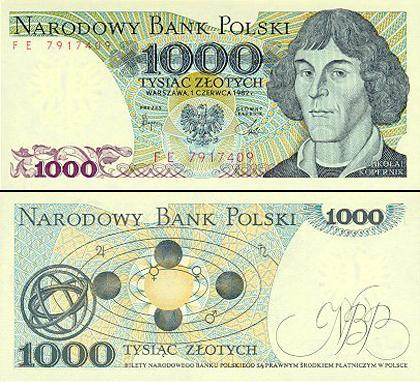 NARODOWY BANK POLSKI
FE 7917409
1000
TYSIĄC ZŁOTYCH
WARSZAWA, 1 CZERWCA 1982 r.
PREZES
GŁÓWNY SKARBNIK
FE 7917409
1000
MIKOŁAJ
KOPERNIK
NARODOWY BANK POLSKI
1000
NBP
1000
TYSIĄC ZŁOTYCH
BILETY NARODOWEGO BANKU POLSKIEGO SĄ PRAWNYM ŚRODKIEM PŁATNICZYM W POLSCE